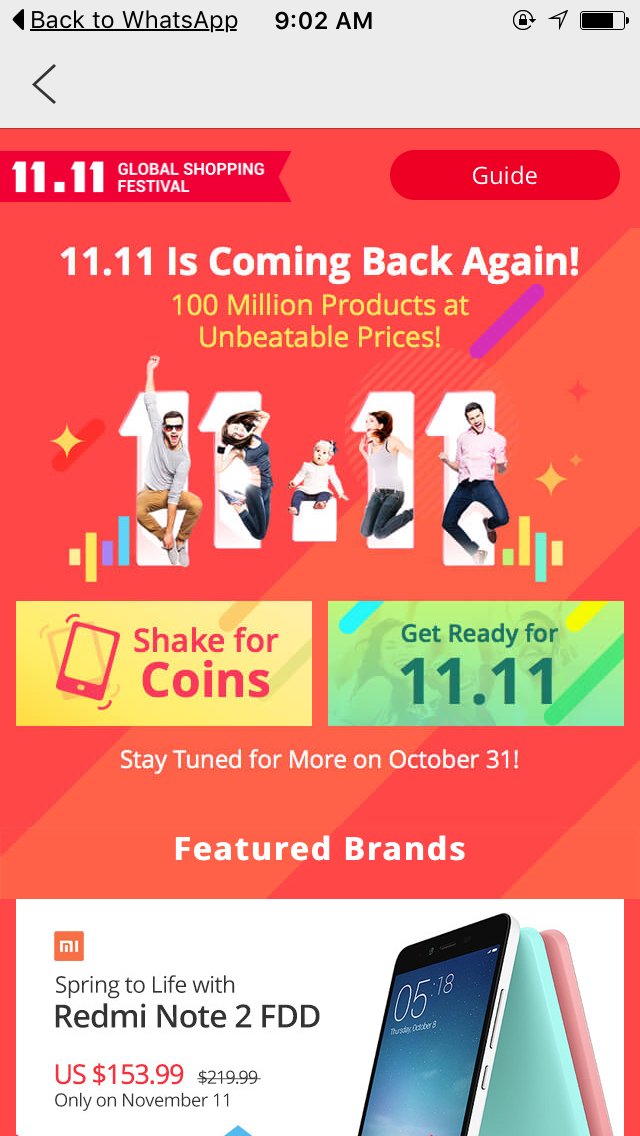 Back to WhatsApp 9:02 AM
11.11 GLOBAL SHOPPING
FESTIVAL
Guide
11.11 Is Coming Back Again!
100 Million Products at
Unbeatable Prices!
11.11
Shake for
Coins
Get Ready for
11.11
Stay Tuned for More on October 31!
Featured Brands
mi
Spring to Life with
Redmi Note 2 FDD
US $153.99 $219.99
Only on November 11
05:18
Thursday, October 8